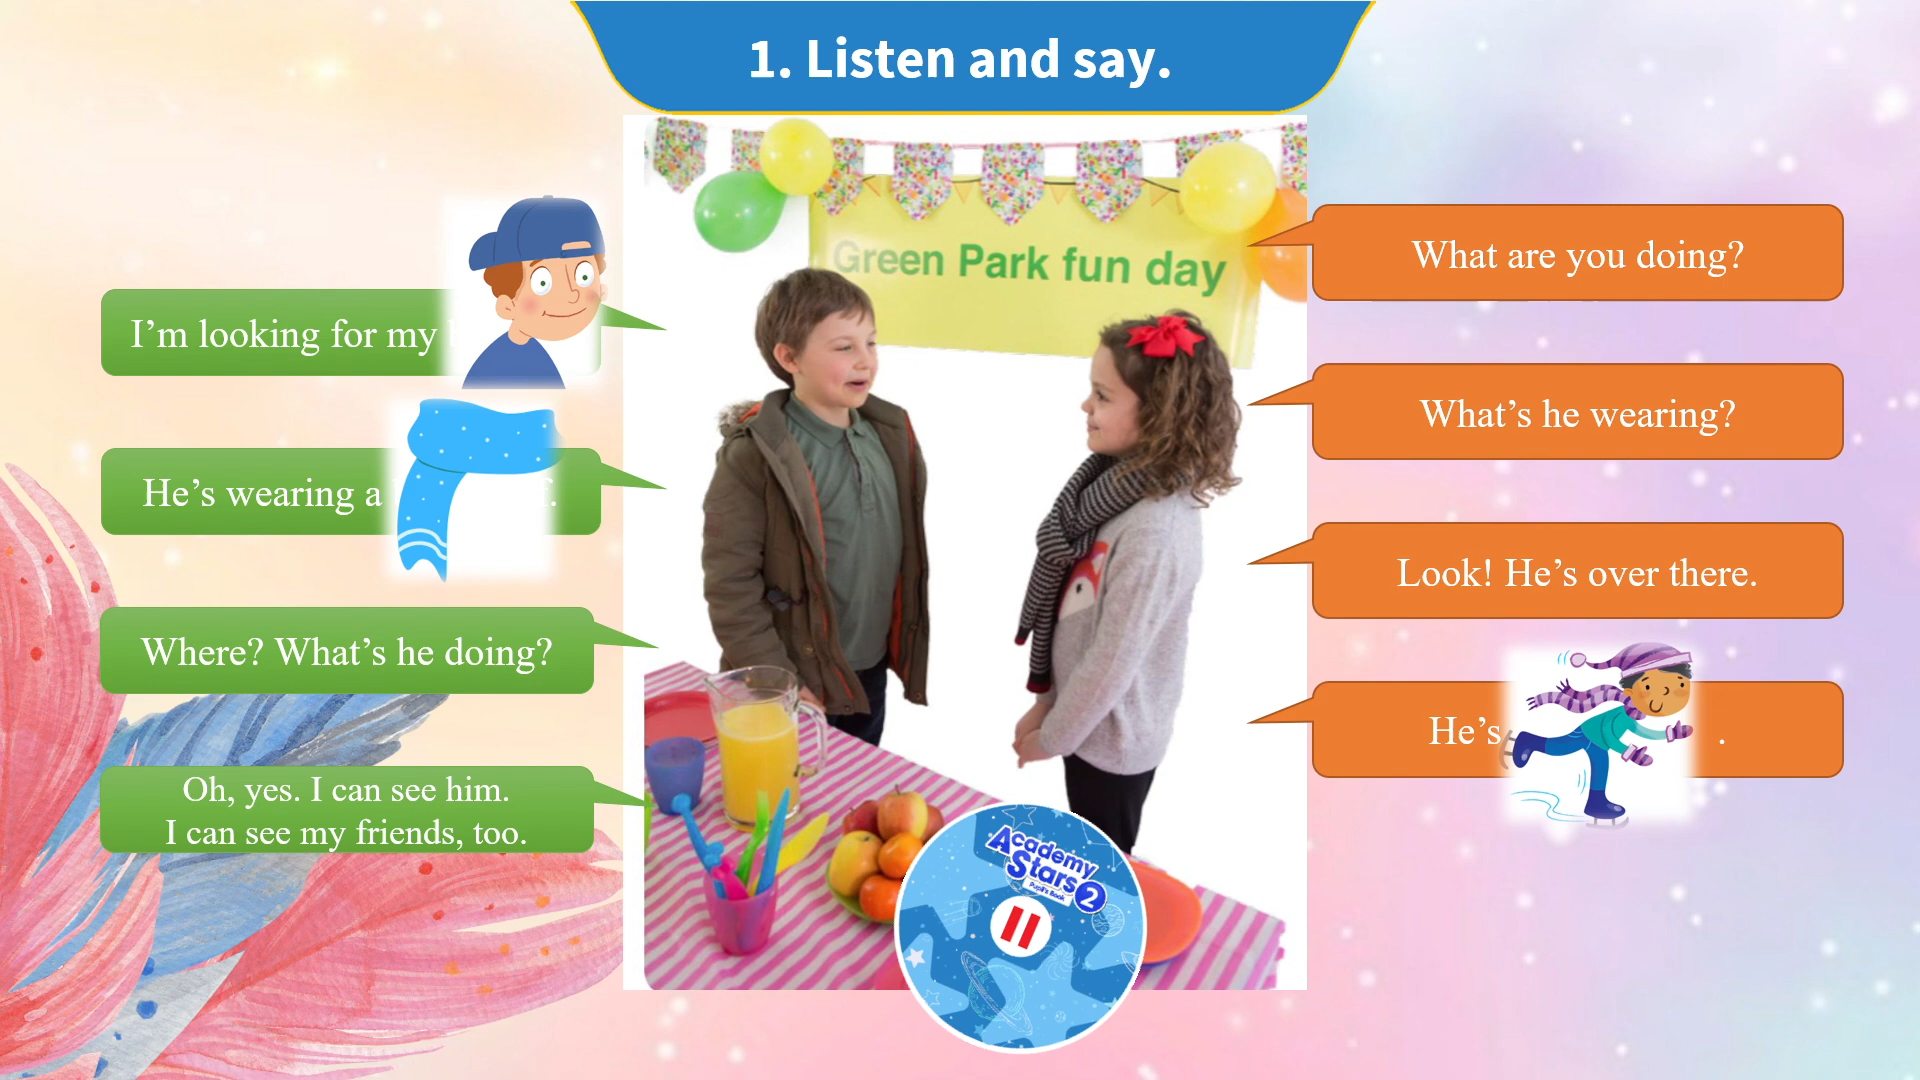 1. Listen and say.
Green Park fun day
What are you doing?
I’m looking for my
What’s he wearing?
He’s wearing a
Look! He’s over there.
Where? What’s he doing?
He’s .
Oh, yes. I can see him.
I can see my friends, too.
Academy
Stars 2
Pupil's Book